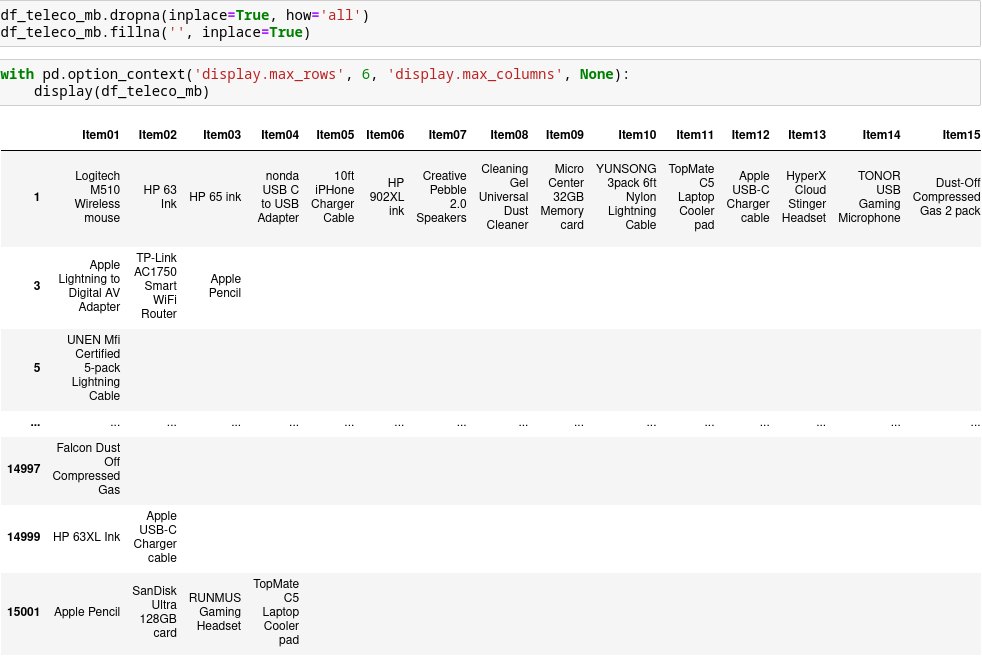 df_teleco_mb.dropna(inplace=True, how='all')
df_teleco_mb.fillna('', inplace=True)
with pd.option_context('display.max_rows', 6, 'display.max_columns', None):
    display(df_teleco_mb)
Item01 Item02 Item03 Item04 Item05 Item06 Item07 Item08 Item09 Item10 Item11 Item12 Item13 Item14 Item15
1 Logitech M510 Wireless mouse HP 63 Ink HP 65 ink nonda USB C to USB Adapter 10ft iPHone Charger Cable HP 902XL ink Creative Pebble 2.0 Speakers Cleaning Gel Universal Dust Cleaner Micro Center 32GB Memory card YUNSONG 3pack 6ft Nylon Lightning Cable TopMate C5 Laptop Cooler pad Apple USB-C Charger cable HyperX Cloud Stinger Headset TONOR USB Gaming Microphone Dust-Off Compressed Gas 2 pack
3 Apple Lightning to Digital AV Adapter TP-Link AC1750 Smart WiFi Router Apple Pencil
5 UNEN Mfi Certified 5-pack Lightning Cable
... ... ... ... ... ... ... ... ... ... ... ... ... ... ... ...
14997 Falcon Dust Off Compressed Gas
14999 HP 63XL Ink Apple USB-C Charger cable
15001 Apple Pencil SanDisk Ultra 128GB card RUNMUS Gaming Headset TopMate C5 Laptop Cooler pad